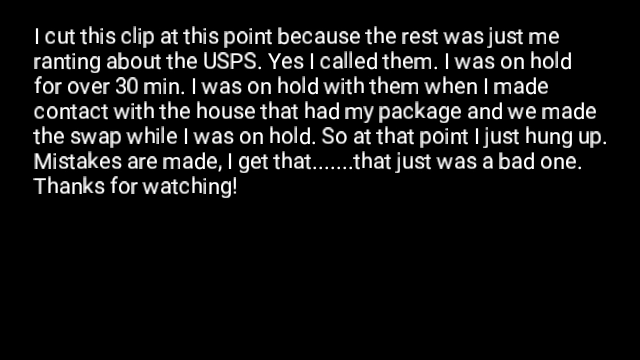 I cut this clip at this point because the rest was just me
ranting about the USPS. Yes I called them. I was on hold
for over 30 min. I was on hold with them when I made
contact with the house that had my package and we made
the swap while I was on hold. So at that point I just hung up.
Mistakes are made, I get that.......that just was a bad one.
Thanks for watching!